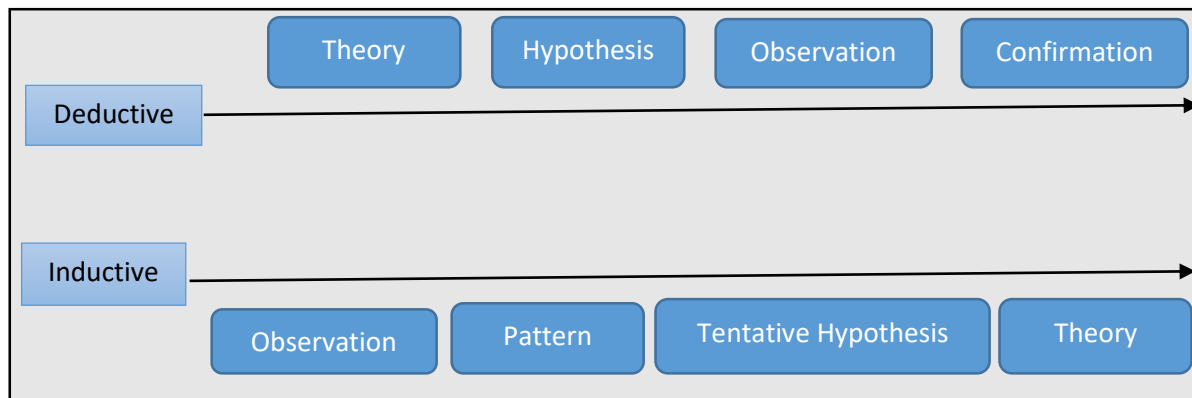 Theory Hypothesis Observation Confirmation
Deductive
Inductive
Observation Pattern Tentative Hypothesis Theory